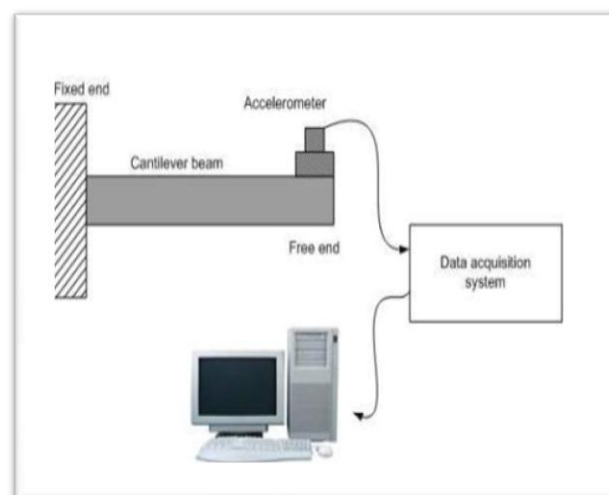 Fixed end
Accelerometer
Cantilever beam
Free end
Data acquisition
system